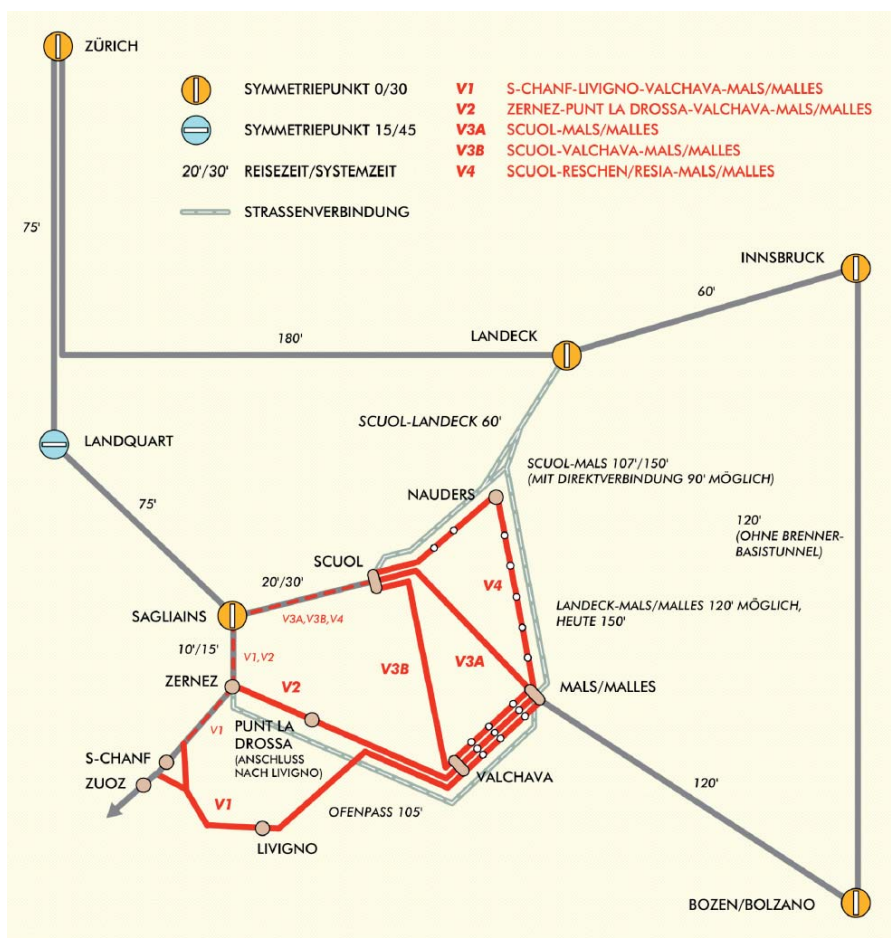 ZÜRICH
SYMMETRIEPUNKT 0/30
SYMMETRIEPUNKT 15/45
20'/30' REISEZEIT/SYSTEMZEIT
STRASSENVERBINDUNG
V1 S-CHANF-LIVIGNO-VALCHAVA-MALS/MALLES
V2 ZERNEZ-PUNT LA DROSSA-VALCHAVA-MALS/MALLES
V3A SCUOL-MALS/MALLES
V3B SCUOL-VALCHAVA-MALS/MALLES
V4 SCUOL-RESCHEN/RESIA-MALS/MALLES
75'
INNSBRUCK
60'
LANDECK
180'
SCUOL-LANDECK 60'
LANDQUART
SCUOL-MALS 107'/150'
(MIT DIREKTVERBINDUNG 90' MÖGLICH)
NAUDERS
75'
120'
(OHNE BRENNER-
BASISTUNNEL)
SCUOL
20'/30'
V4
SAGLIAINS
V3A,V3B,V4
LANDECK-MALS/MALLES 120' MÖGLICH,
HEUTE 150'
10'/15'
V1,V2
V3B
V3A
ZERNEZ
V2
MALS/MALLES
V1
PUNT LA
DROSSA
(ANSCHLUSS
NACH LIVIGNO)
S-CHANF
ZUOZ
VALCHAVA
120'
V1
OFENPASS 105'
LIVIGNO
BOZEN/BOLZANO